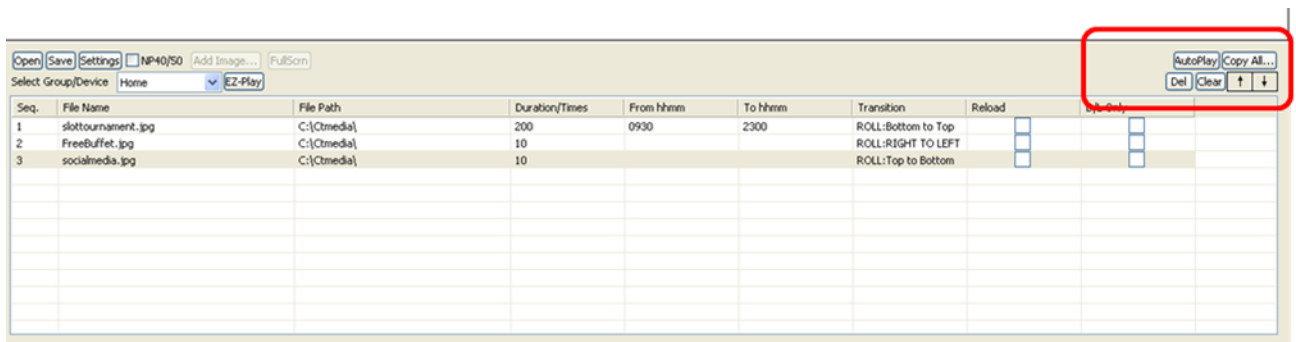 Open Save Settings NP40/50 Add Image... FullScrn AutoPlay Copy All...
Select Group/Device Home EZ-Play Del Clear ↑ ↓
Seq. File Name File Path Duration/Times From hhmm To hhmm Transition Reload D/L Only
1 slottournament.jpg C:\Ctmedia\ 200 0930 2300 ROLL:Bottom to Top
2 FreeBuffet.jpg C:\Ctmedia\ 10 ROLL:RIGHT TO LEFT
3 socialmedia.jpg C:\Ctmedia\ 10 ROLL:Top to Bottom